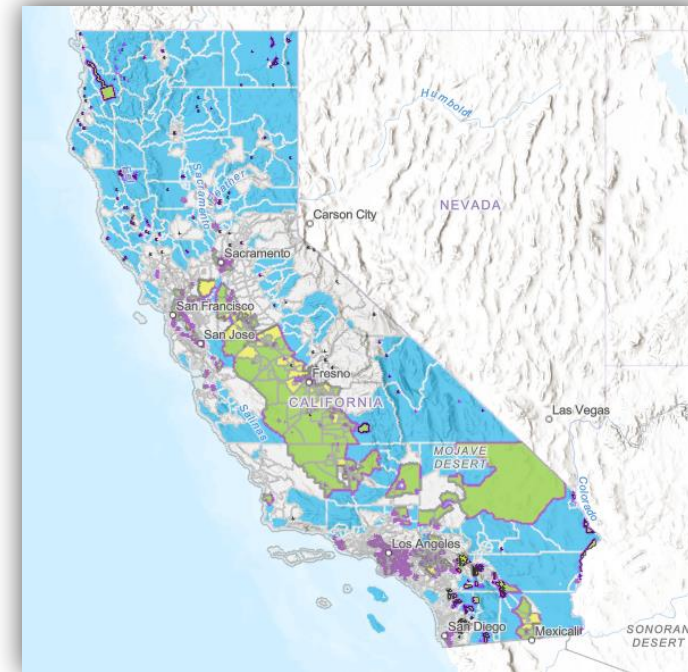 Humboldt
Sacramento
Feather
Carson City
NEVADA
Sacramento
San Francisco
San Jose
Fresno
CALIFORNIA
Salinas
Las Vegas
MOJAVE
DESERT
Colorado
Los Angeles
San Diego
Mexicali
SONORAN
DESERT